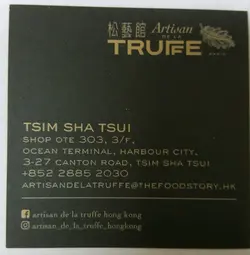 松藝館 Artisan
DE LA
TRUFFE
TSIM SHA TSUI
SHOP OTE 303, 3/F,
OCEAN TERMINAL, HARBOUR CITY,
3-27 CANTON ROAD, TSIM SHA TSUI
+852 2885 2030
ARTISANDELATRUFFE@THEFOODSTORY.HK
artisan de la truffe hong kong
artisan_de_la_truffe_hongkong